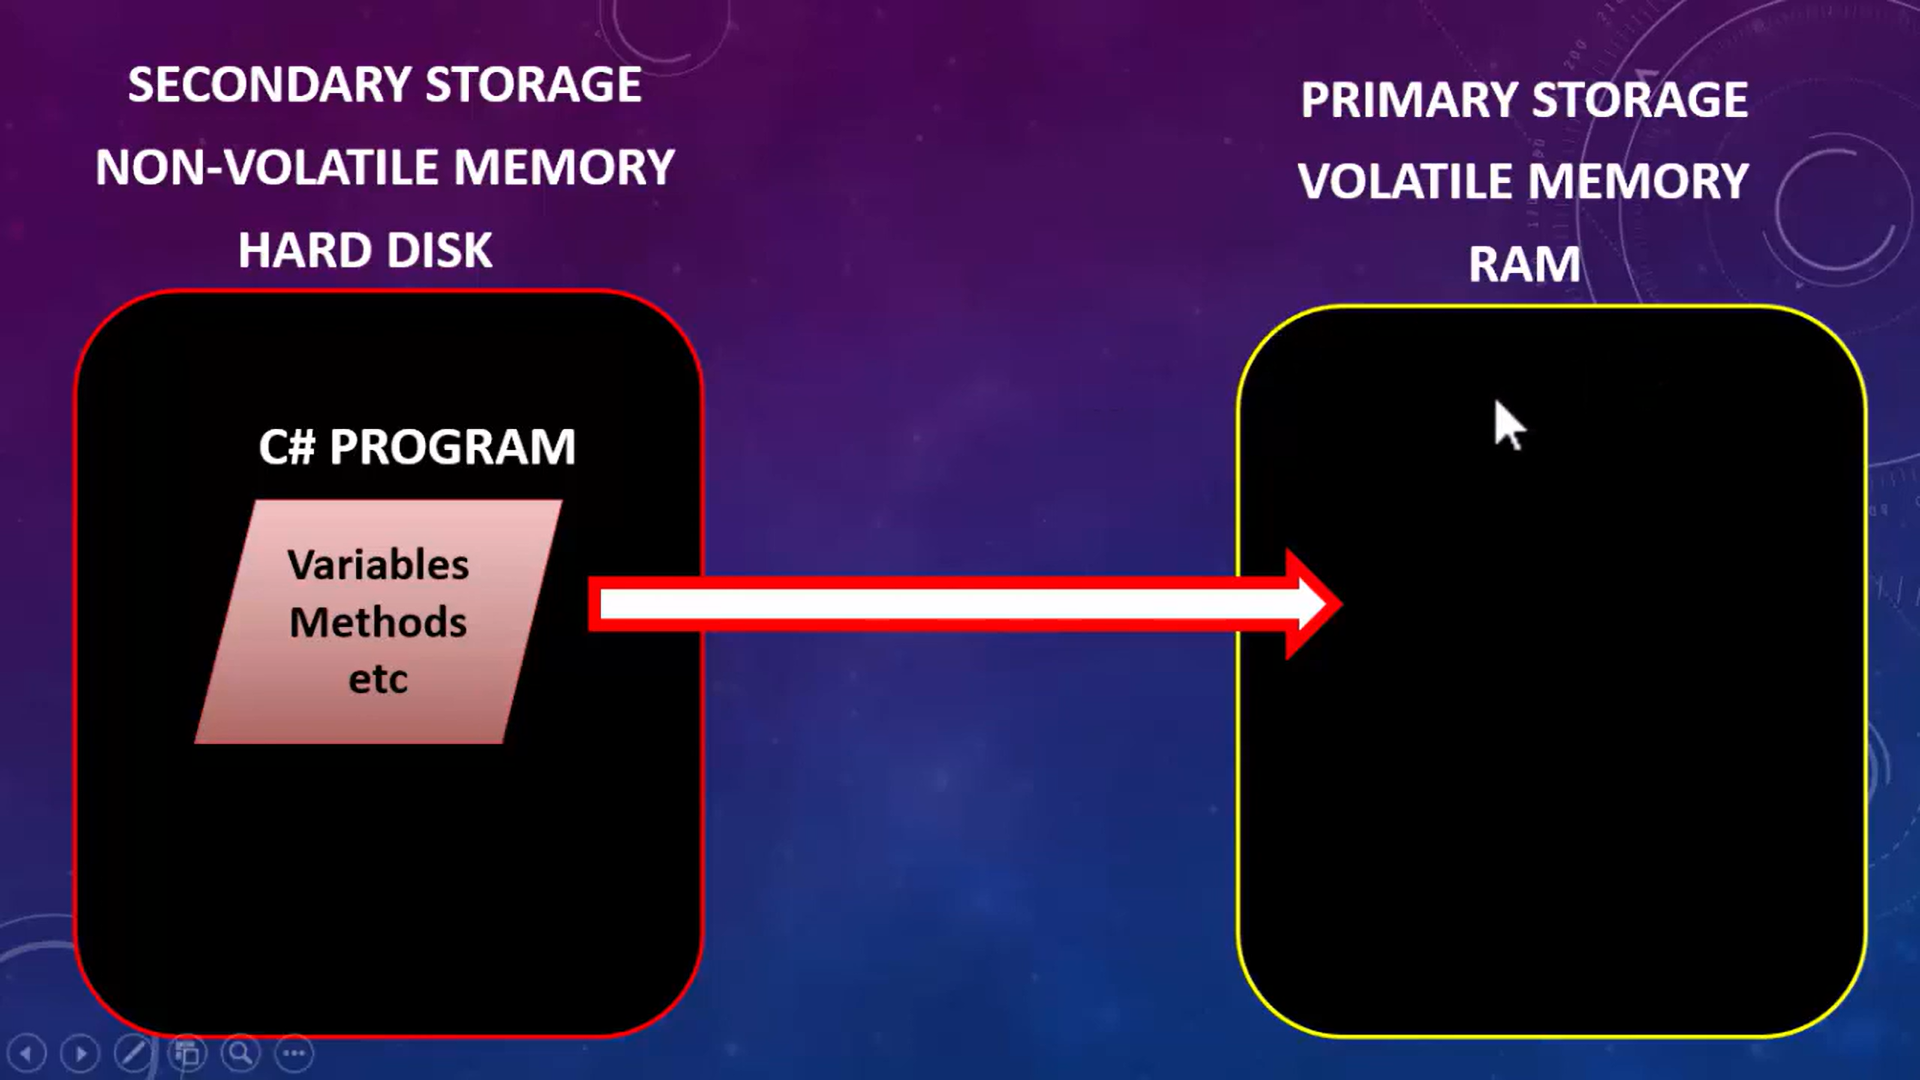 SECONDARY STORAGE
NON-VOLATILE MEMORY
HARD DISK
C# PROGRAM
Variables
Methods
etc
PRIMARY STORAGE
VOLATILE MEMORY
RAM